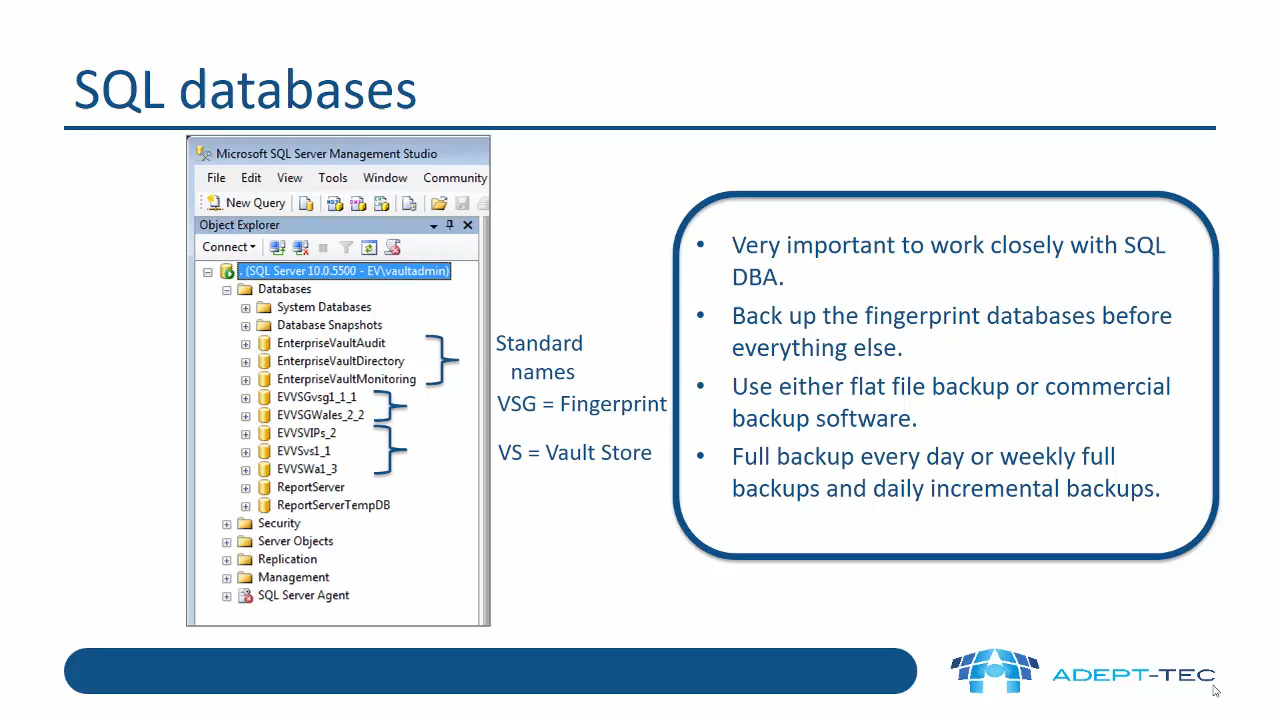 SQL databases
Microsoft SQL Server Management Studio
File Edit View Tools Window Community
New Query
Object Explorer
Connect
. (SQL Server 10.0.5500 - EV\vaultadmin)
Databases
System Databases
Database Snapshots
EnterpriseVaultAudit
EnterpriseVaultDirectory
EnterpriseVaultMonitoring
EVVSGvsg1_1_1
EVVSGWales_2_2
EVVSVIPs_2
EVVSvs1_1
EVVSWa1_3
ReportServer
ReportServerTempDB
Security
Server Objects
Replication
Management
SQL Server Agent
Standard
names
VSG = Fingerprint
VS = Vault Store
• Very important to work closely with SQL
DBA.
• Back up the fingerprint databases before
everything else.
• Use either flat file backup or commercial
backup software.
• Full backup every day or weekly full
backups and daily incremental backups.
ADEPT-TEC